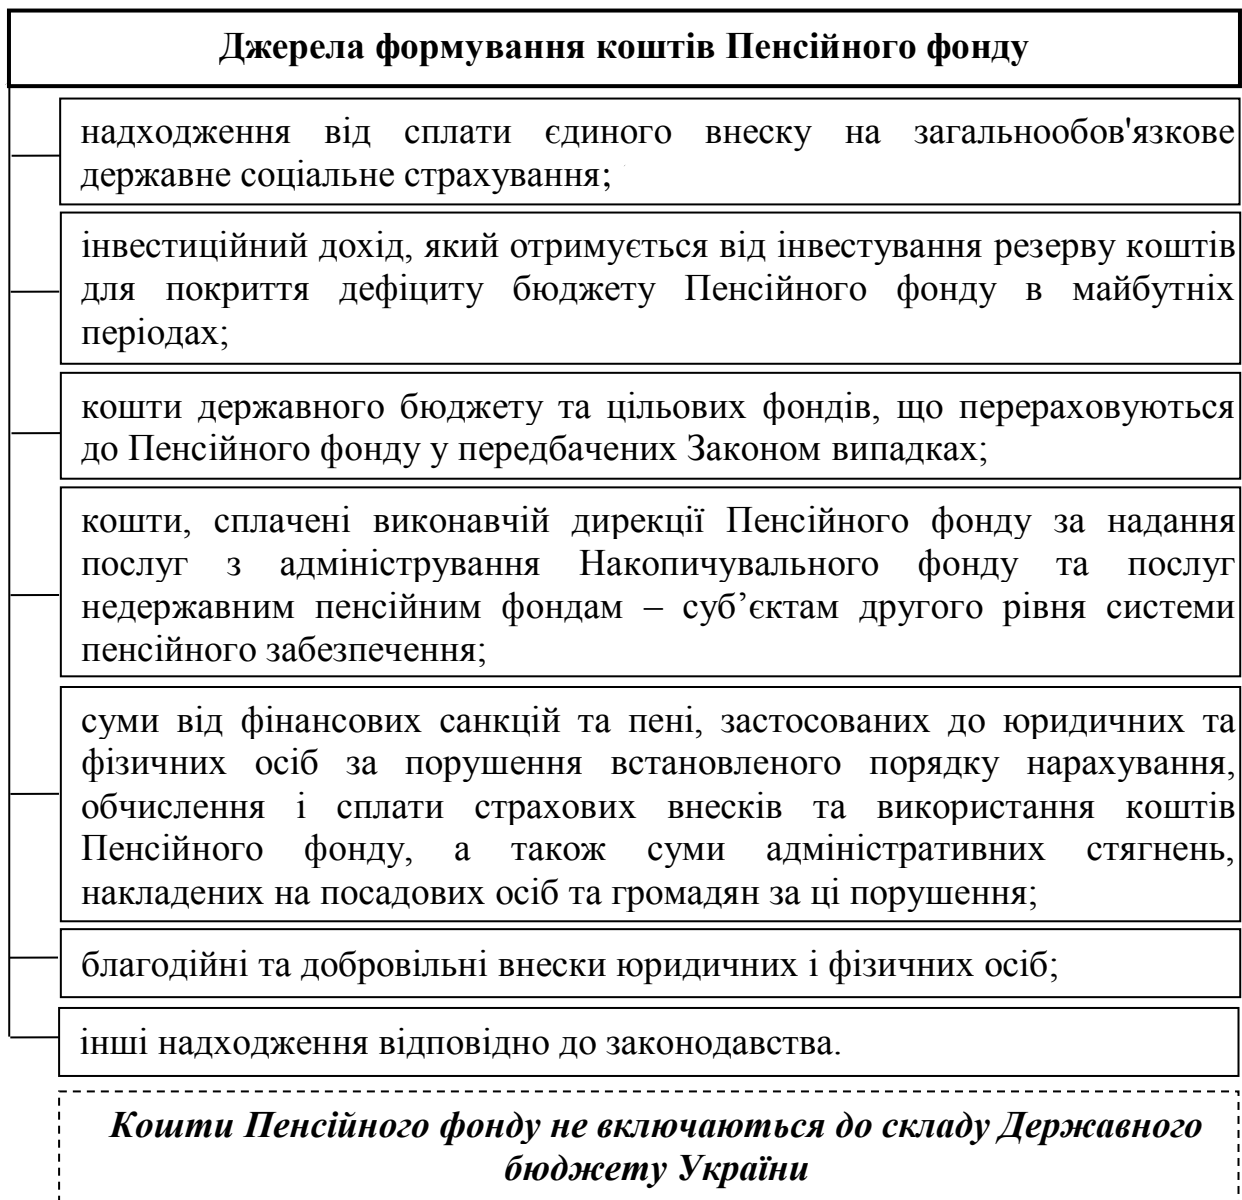 Джерела формування коштів Пенсійного фонду
надходження від сплати єдиного внеску на загальнообов'язкове
державне соціальне страхування;
інвестиційний дохід, який отримується від інвестування резерву коштів
для покриття дефіциту бюджету Пенсійного фонду в майбутніх
періодах;
кошти державного бюджету та цільових фондів, що перераховуються
до Пенсійного фонду у передбачених Законом випадках;
кошти, сплачені виконавчій дирекції Пенсійного фонду за надання
послуг з адміністрування Накопичувального фонду та послуг
недержавним пенсійним фондам – суб’єктам другого рівня системи
пенсійного забезпечення;
суми від фінансових санкцій та пені, застосованих до юридичних та
фізичних осіб за порушення встановленого порядку нарахування,
обчислення і сплати страхових внесків та використання коштів
Пенсійного фонду, а також суми адміністративних стягнень,
накладених на посадових осіб та громадян за ці порушення;
благодійні та добровільні внески юридичних і фізичних осіб;
інші надходження відповідно до законодавства.
Кошти Пенсійного фонду не включаються до складу Державного
бюджету України